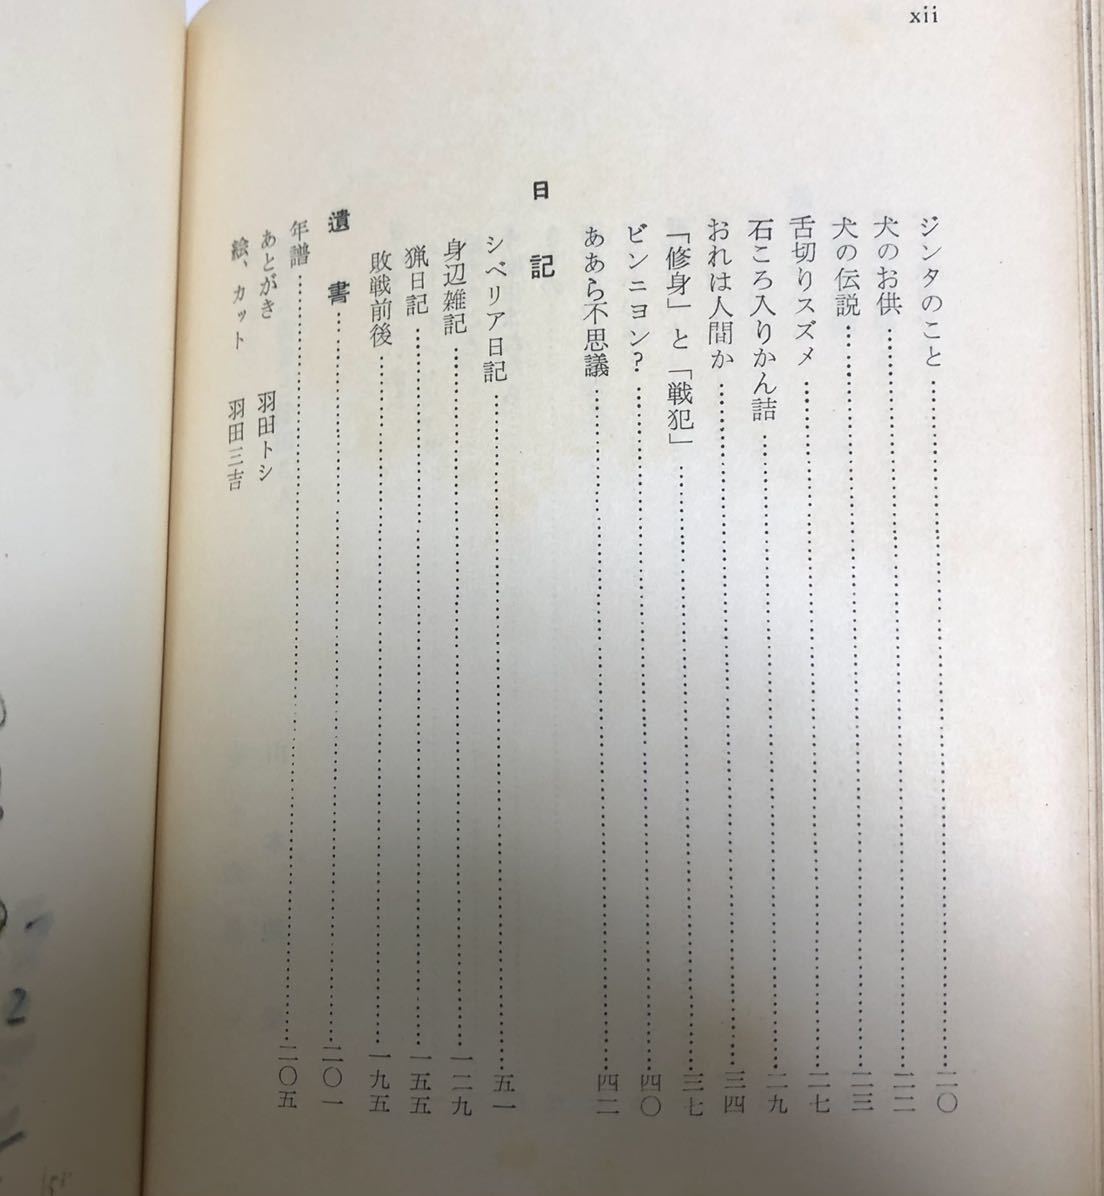 xii
ジンタのこと……二〇
犬のお供……二二
犬の伝説……二三
舌切りスズメ……二七
石ころ入りかん詰……二九
おれは人間か……三四
「修身」と「戦犯」……三七
ビンニヨン?……四〇
ああら不思議……四二
日記
シベリア日記……五一
身辺雑記……一二九
猟日記……一五五
敗戦前後……一九五
遺書……二〇一
年譜……二〇五
あとがき 羽田トシ
絵、カット 羽田三吉
2